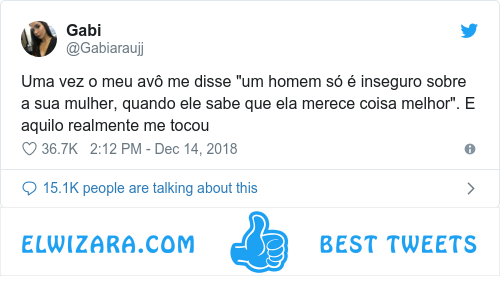 Gabi
@Gabiaraujj
Uma vez o meu avô me disse "um homem só é inseguro sobre
a sua mulher, quando ele sabe que ela merece coisa melhor". E
aquilo realmente me tocou
36.7K 2:12 PM - Dec 14, 2018
15.1K people are talking about this
ELWIZARA.COM BEST TWEETS